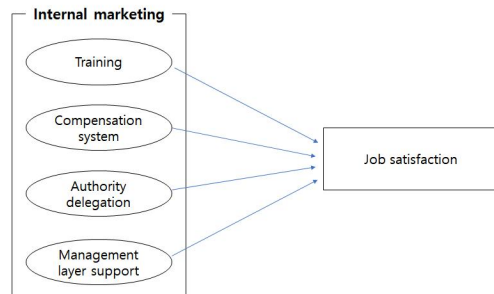 Internal marketing
Training
Compensation
system
Authority
delegation
Management
layer support
Job satisfaction